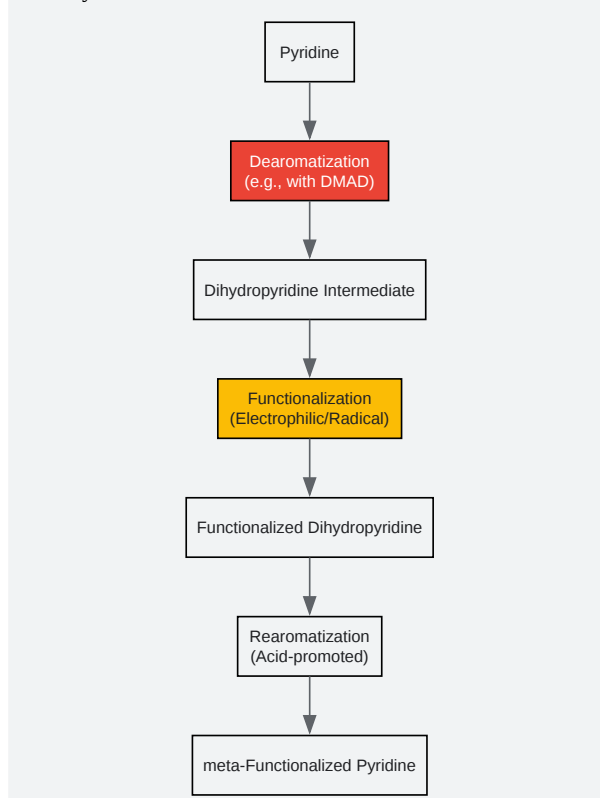 Pyridine
Dearomatization
(e.g., with DMAD)
Dihydropyridine Intermediate
Functionalization
(Electrophilic/Radical)
Functionalized Dihydropyridine
Rearomatization
(Acid-promoted)
meta-Functionalized Pyridine